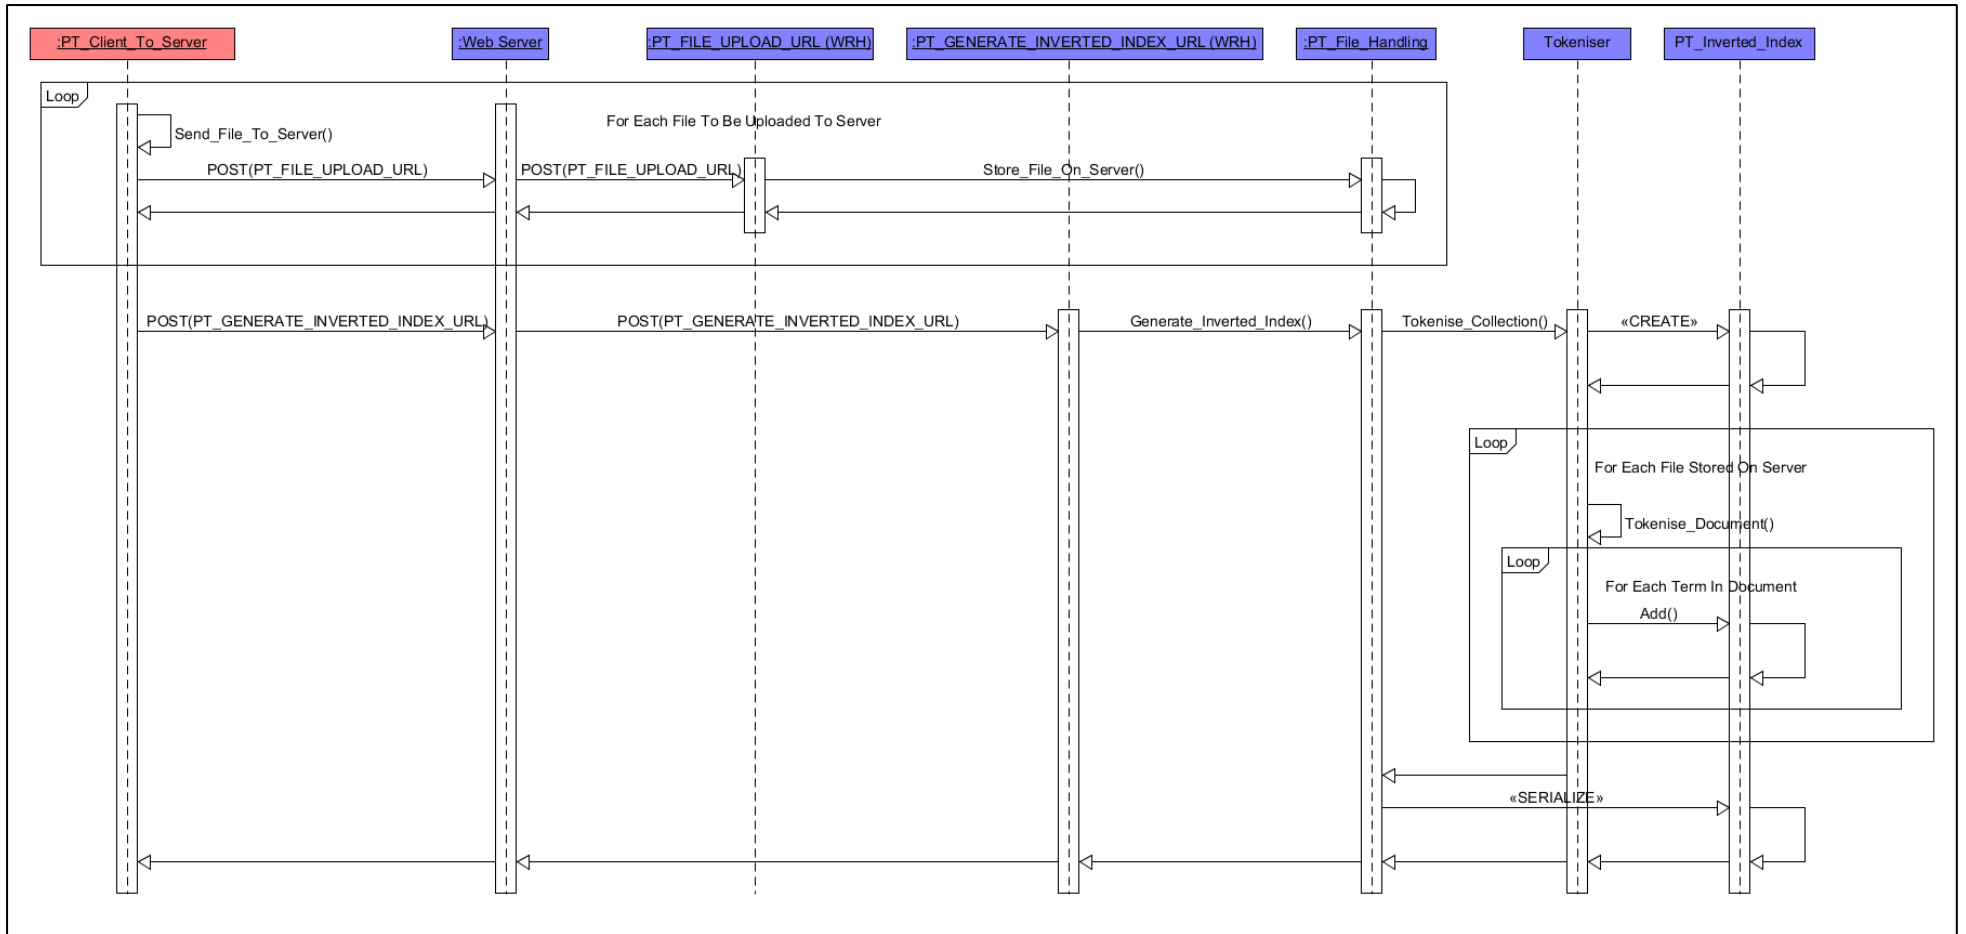 :PT_Client_To_Server
:Web Server
:PT_FILE_UPLOAD_URL (WRH)
:PT_GENERATE_INVERTED_INDEX_URL (WRH)
:PT_File_Handling
Tokeniser
PT_Inverted_Index
Loop
For Each File To Be Uploaded To Server
Send_File_To_Server()
POST(PT_FILE_UPLOAD_URL)
POST(PT_FILE_UPLOAD_URL)
Store_File_On_Server()
POST(PT_GENERATE_INVERTED_INDEX_URL)
POST(PT_GENERATE_INVERTED_INDEX_URL)
Generate_Inverted_Index()
Tokenise_Collection()
«CREATE»
Loop
For Each File Stored On Server
Tokenise_Document()
Loop
For Each Term In Document
Add()
«SERIALIZE»